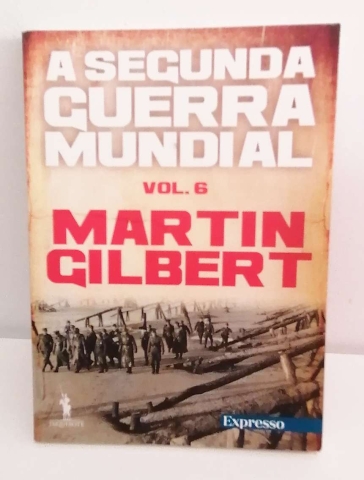 A SEGUNDA
GUERRA
MUNDIAL
VOL. 6
MARTIN
GILBERT
Expresso